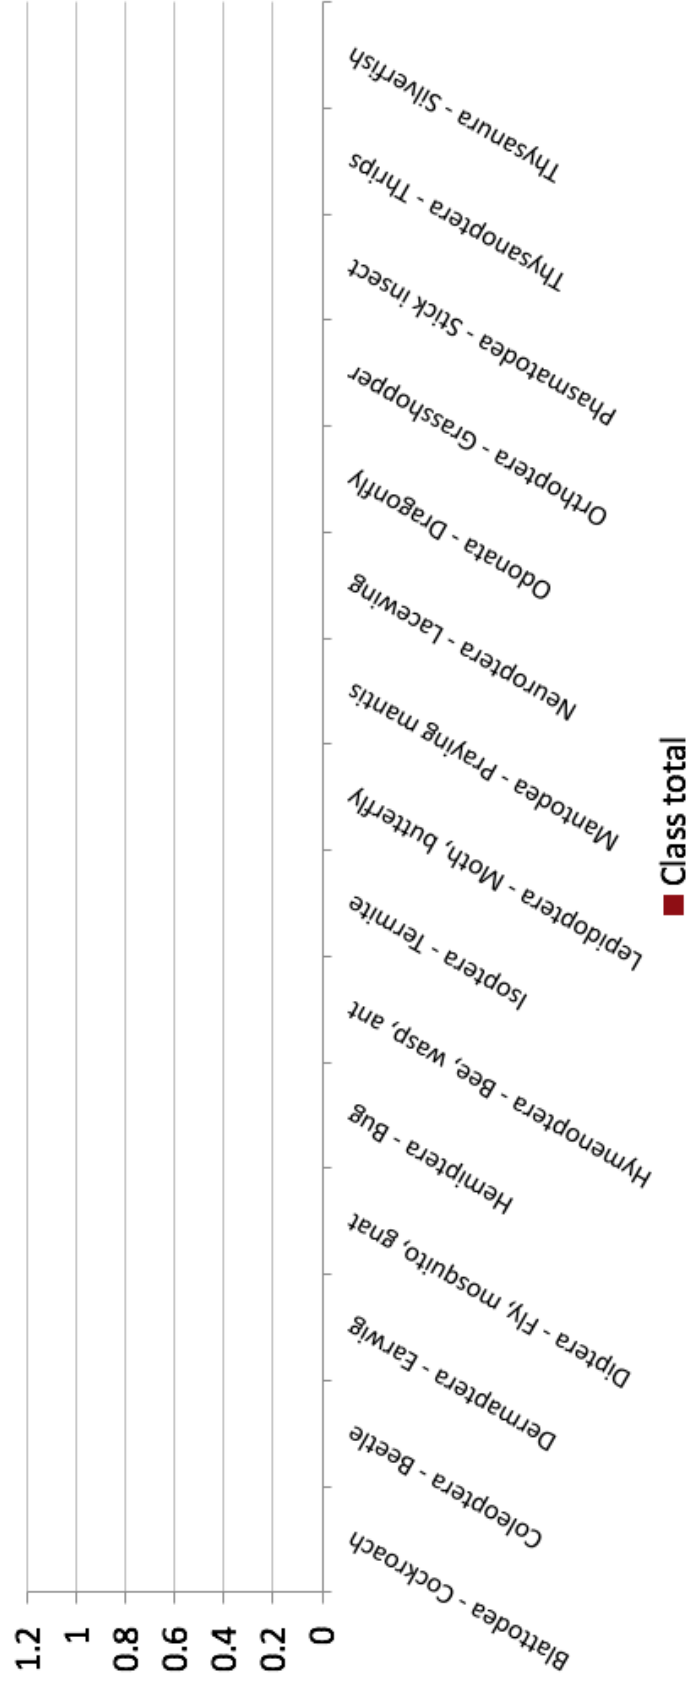 1.2
1
0.8
0.6
0.4
0.2
0
Blattodea - Cockroach
Coleoptera - Beetle
Dermaptera - Earwig
Diptera - Fly, mosquito, gnat
Hemiptera - Bug
Hymenoptera - Bee, wasp, ant
Isoptera - Termite
Lepidoptera - Moth, butterfly
Mantodea - Praying mantis
Neuroptera - Lacewing
Odonata - Dragonfly
Orthoptera - Grasshopper
Phasmatodea - Stick insect
Thysanoptera - Thrips
Thysanura - Silverfish
Class total